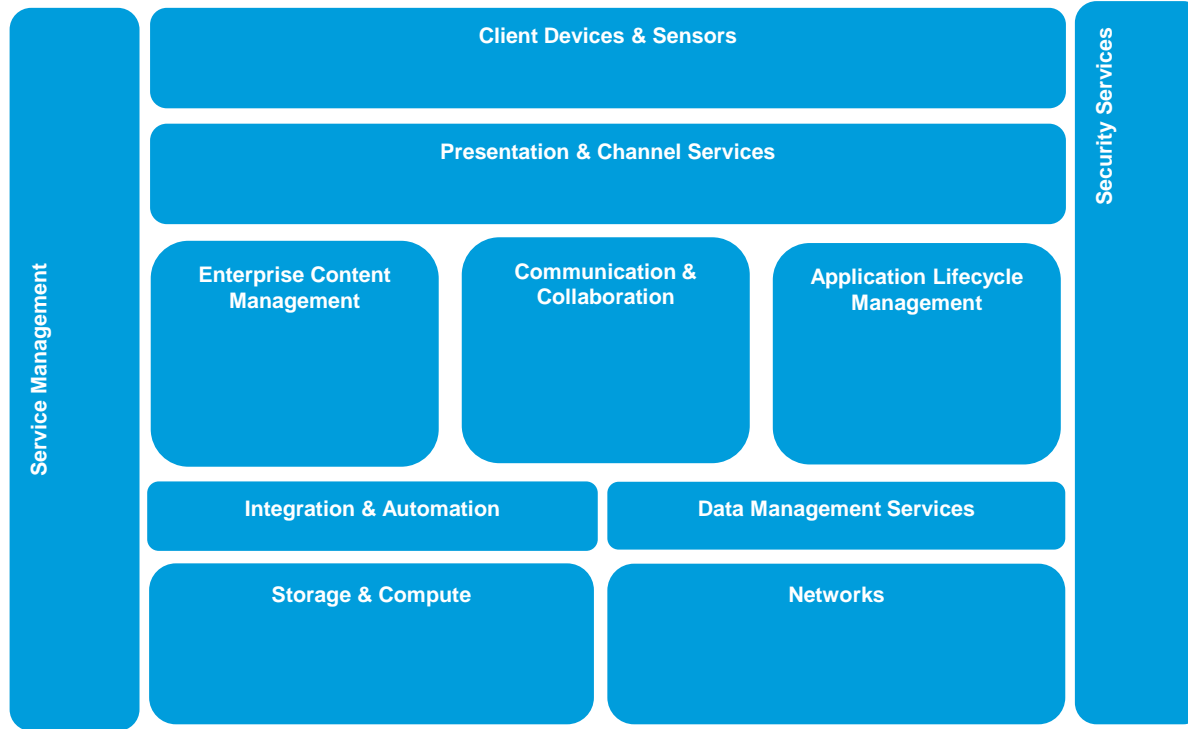 Service Management
Client Devices & Sensors
Presentation & Channel Services
Enterprise Content
Management
Communication &
Collaboration
Application Lifecycle
Management
Integration & Automation
Data Management Services
Storage & Compute
Networks
Security Services